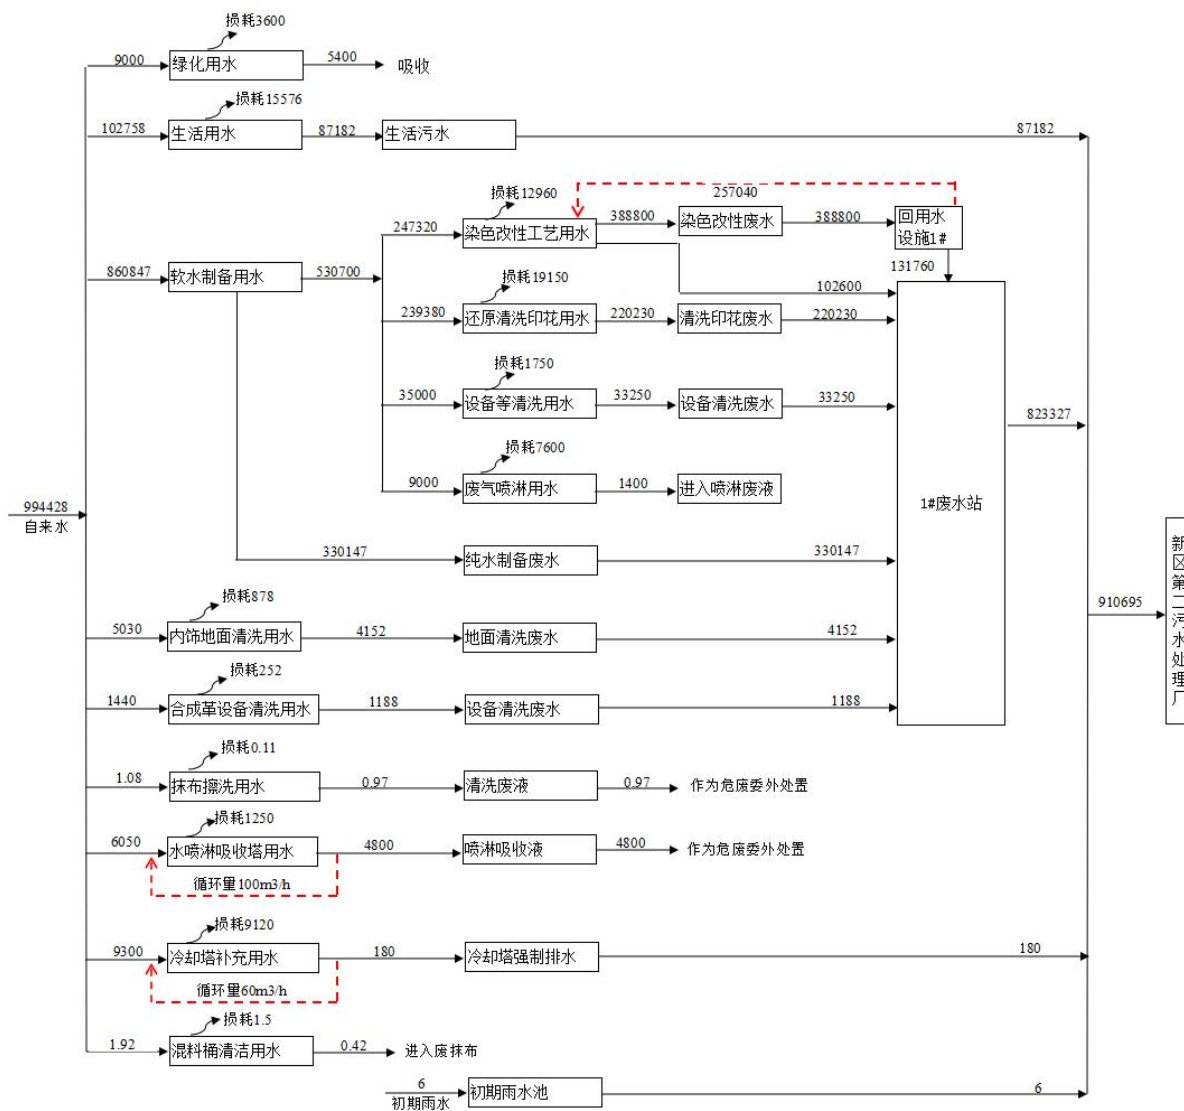 损耗3600
9000
绿化用水
5400
吸收
损耗15576
102758
生活用水
87182
生活污水
87182
损耗12960
257040
247320
染色改性工艺用水
388800
染色改性废水
388800
回用水
设施1#
860847
软水制备用水
530700
131760
损耗19150
102600
239380
还原清洗印花用水
220230
清洗印花废水
220230
损耗1750
35000
设备等清洗用水
33250
设备清洗废水
33250
823327
损耗7600
9000
废气喷淋用水
1400
进入喷淋废液
1#废水站
994428
自来水
330147
纯水制备废水
330147
新
区
第
二
污
水
处
理
厂
910695
损耗878
5030
内饰地面清洗用水
4152
地面清洗废水
4152
损耗252
1440
合成革设备清洗用水
1188
设备清洗废水
1188
损耗0.11
1.08
抹布擦洗用水
0.97
清洗废液
0.97
作为危废委外处置
损耗1250
6050
水喷淋吸收塔用水
4800
喷淋吸收液
4800
作为危废委外处置
循环量100m3/h
损耗9120
9300
冷却塔补充用水
180
冷却塔强制排水
180
循环量60m3/h
损耗1.5
1.92
混料桶清洁用水
0.42
进入废抹布
6
初期雨水
初期雨水池
6